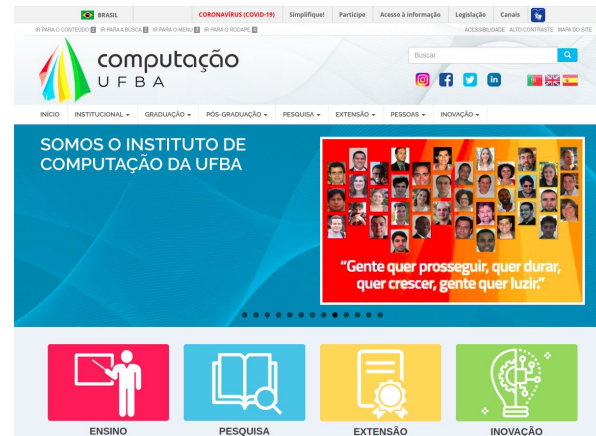 BRASIL CORONAVÍRUS (COVID-19) Simplifique! Participe Acesso à informação Legislação Canais
IR PARA O CONTEÚDO 1 IR PARA A BUSCA 2 IR PARA O MENU 3 IR PARA O RODAPÉ 4 ACESSIBILIDADE ALTO CONTRASTE MAPA DO SITE
computação
UFBA
Buscar
INÍCIO INSTITUCIONAL GRADUAÇÃO PÓS-GRADUAÇÃO PESQUISA EXTENSÃO PESSOAS INOVAÇÃO
SOMOS O INSTITUTO DE
COMPUTAÇÃO DA UFBA
“Gente quer prosseguir, quer durar,
quer crescer, gente quer luzir.”
ENSINO PESQUISA EXTENSÃO INOVAÇÃO